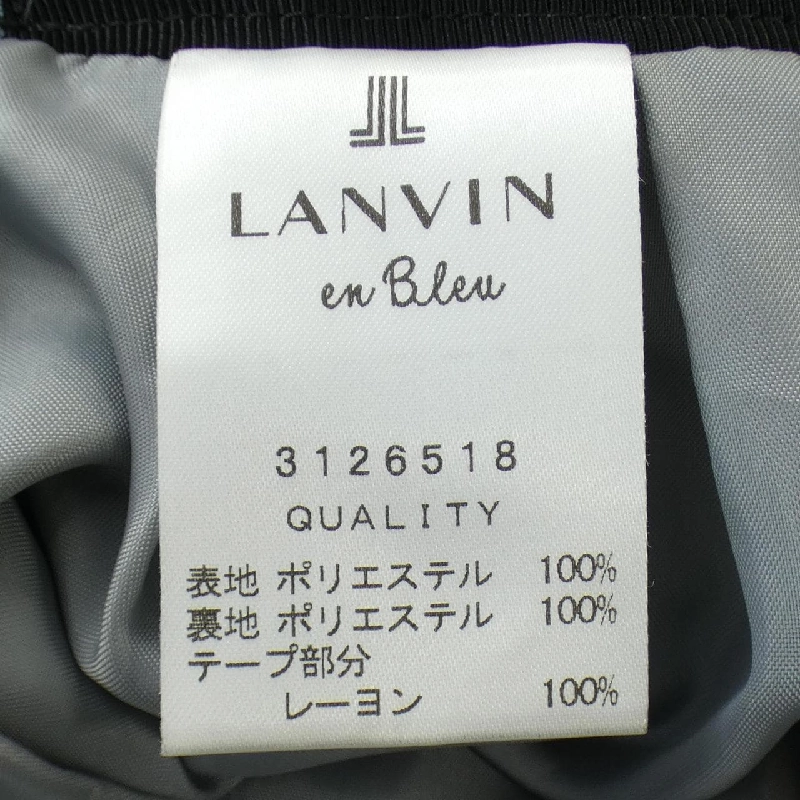 LANVIN
en Bleu
3126518
QUALITY
表地 ポリエステル 100%
裏地 ポリエステル 100%
テープ部分
レーヨン 100%